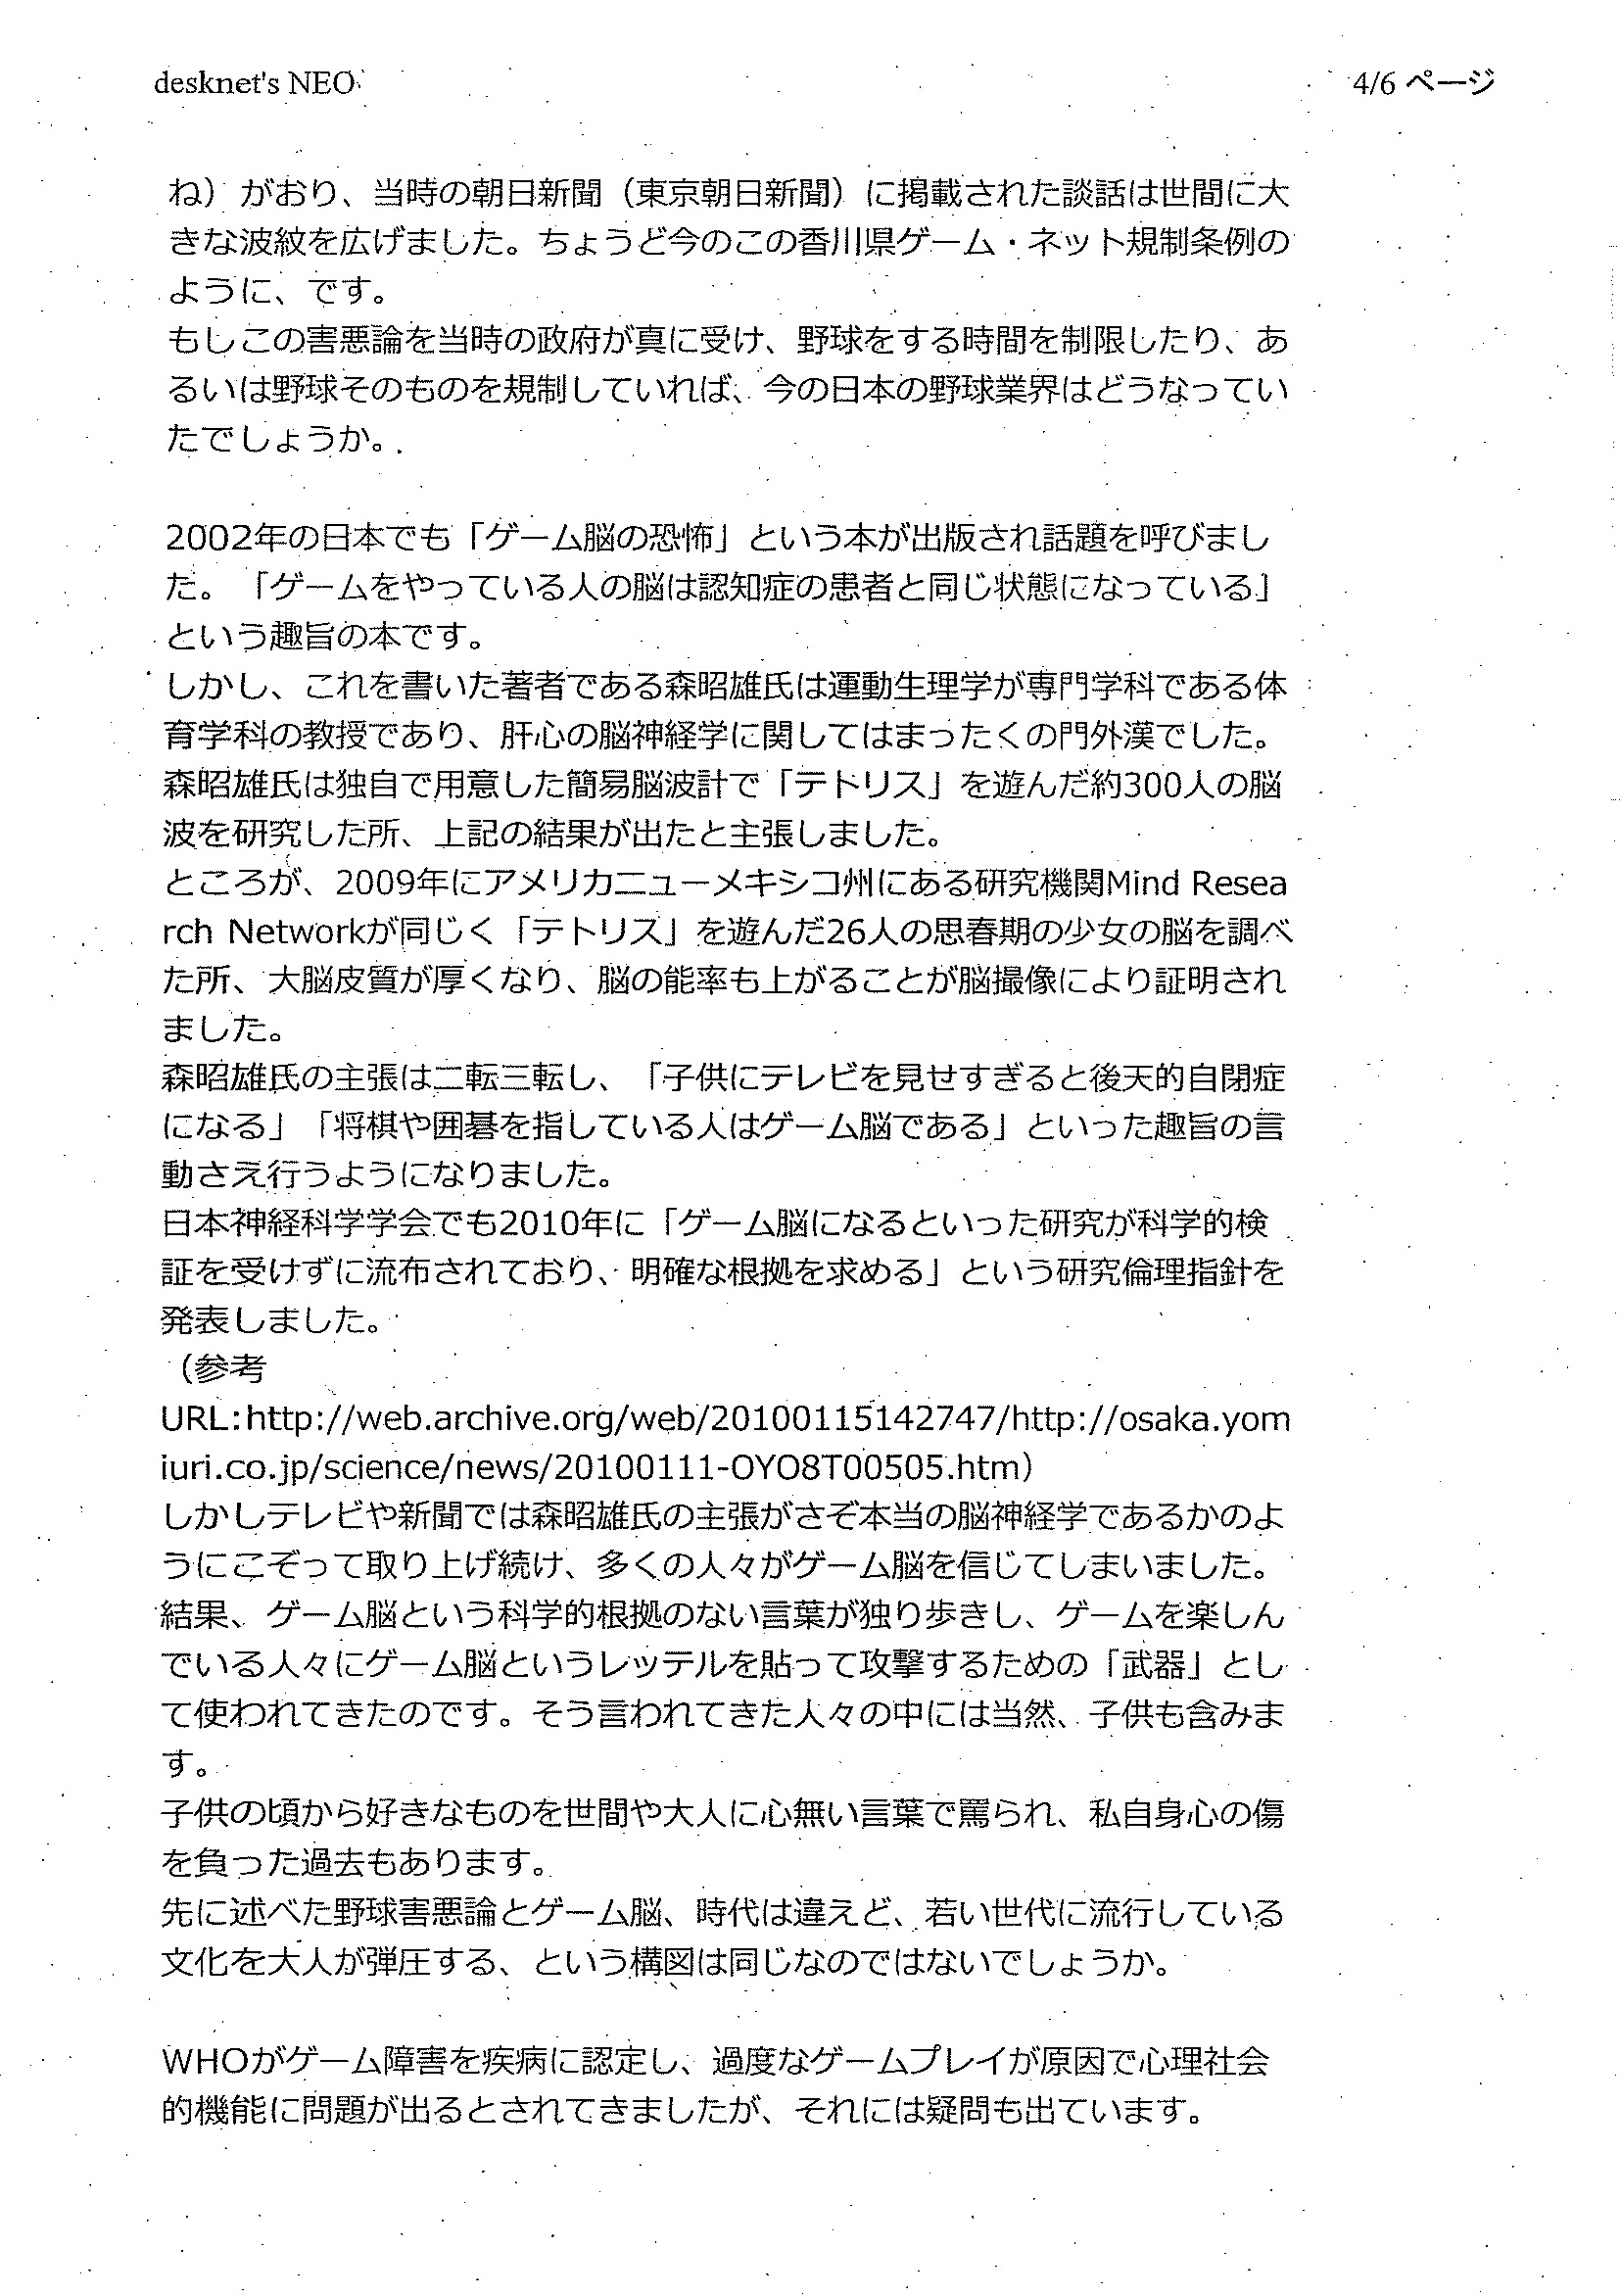 desknet's NEO 4/6 ページ
ね）がおり、当時の朝日新聞（東京朝日新聞）に掲載された談話は世間に大
きな波紋を広げました。ちょうど今のこの香川県ゲーム・ネット規制条例の
ように、です。
もしこの害悪論を当時の政府が真に受け、野球をする時間を制限したり、あ
るいは野球そのものを規制していれば、今の日本の野球業界はどうなってい
たでしょうか。
2002年の日本でも「ゲーム脳の恐怖」という本が出版され話題を呼びまし
た。「ゲームをやっている人の脳は認知症の患者と同じ状態になっている」
という趣旨の本です。
しかし、これを書いた著者である森昭雄氏は運動生理学が専門学科である体
育学科の教授であり、肝心の脳神経学に関してはまったくの門外漢でした。
森昭雄氏は独自で用意した簡易脳波計で「テトリス」を遊んだ約300人の脳
波を研究した所、上記の結果が出たと主張しました。
ところが、2009年にアメリカニューメキシコ州にある研究機関Mind Resea
rch Networkが同じく「テトリス」を遊んだ26人の思春期の少女の脳を調べ
た所、大脳皮質が厚くなり、脳の能率も上がることが脳撮像により証明され
ました。
森昭雄氏の主張は二転三転し、「子供にテレビを見せすぎると後天的自閉症
になる」「将棋や囲碁を指している人はゲーム脳である」といった趣旨の言
動さえ行うようになりました。
日本神経科学学会でも2010年に「ゲーム脳になるといった研究が科学的検
証を受けずに流布されており、明確な根拠を求める」という研究倫理指針を
発表しました。
（参考
URL:http://web.archive.org/web/20100115142747/http://osaka.yom
iuri.co.jp/science/news/20100111-OYO8T00505.htm）
しかしテレビや新聞では森昭雄氏の主張がさぞ本当の脳神経学であるかのよ
うにこぞって取り上げ続け、多くの人々がゲーム脳を信じてしまいました。
結果、ゲーム脳という科学的根拠のない言葉が独り歩きし、ゲームを楽しん
でいる人々にゲーム脳というレッテルを貼って攻撃するための「武器」とし
て使われてきたのです。そう言われてきた人々の中には当然、子供も含みま
す。
子供の頃から好きなものを世間や大人に心無い言葉で罵られ、私自身心の傷
を負った過去もあります。
先に述べた野球害悪論とゲーム脳、時代は違えど、若い世代に流行している
文化を大人が弾圧する、という構図は同じなのではないでしょうか。
WHOがゲーム障害を疾病に認定し、過度なゲームプレイが原因で心理社会
的機能に問題が出るとされてきましたが、それには疑問も出ています。